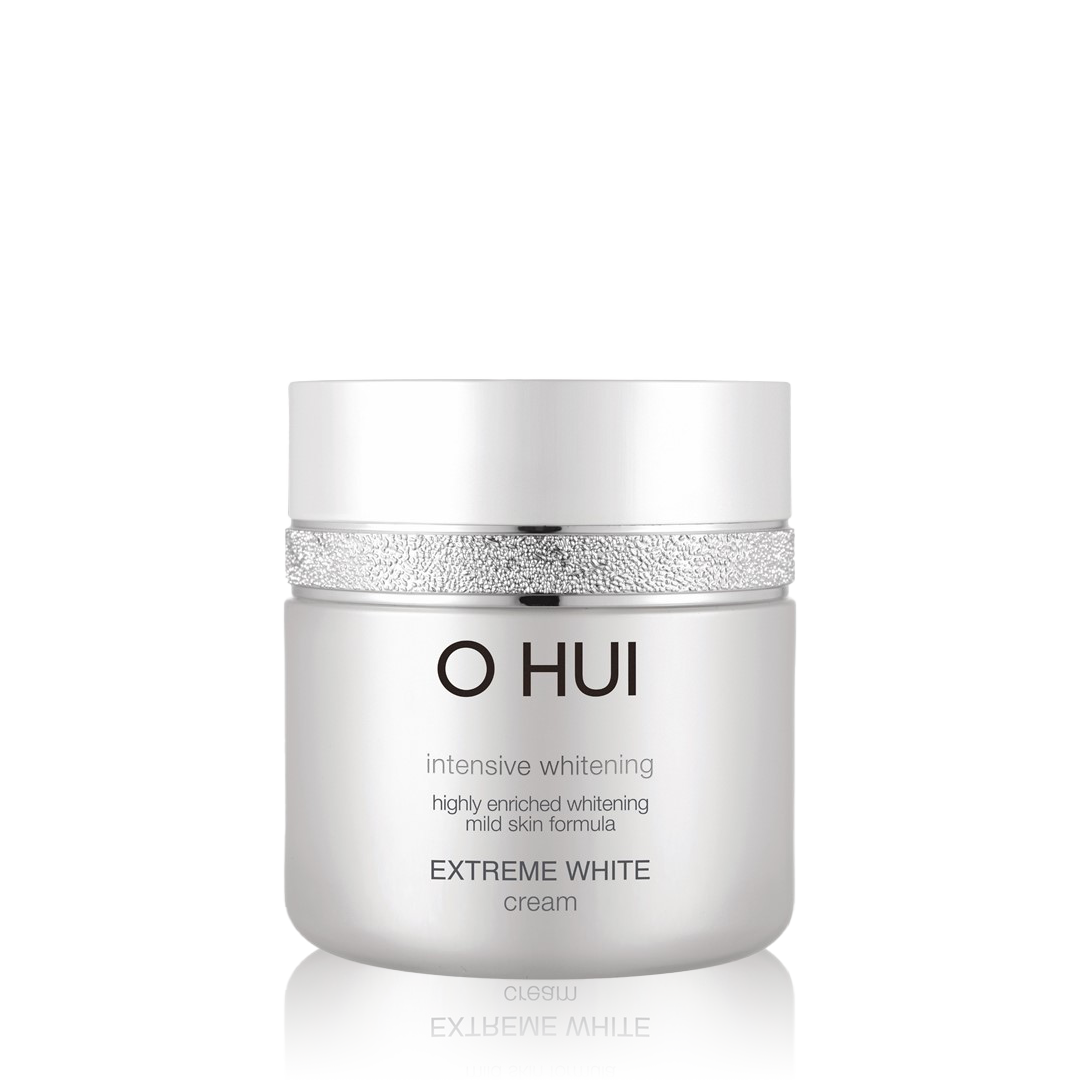 O HUI
intensive whitening
highly enriched whitening
mild skin formula
EXTREME WHITE
cream